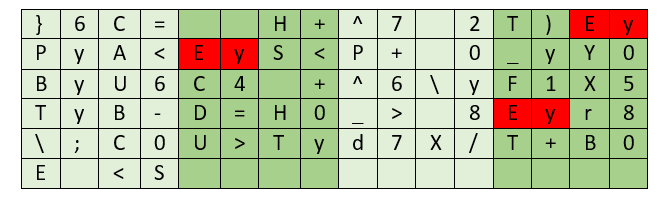 } 6 C = H + ^ 7 2 T ) E y
P y A < E y S < P + 0 _ y Y 0
B y U 6 C 4 + ^ 6 \ y F 1 X 5
T y B - D = H 0 _ > 8 E y r 8
\ ; C 0 U > T y d 7 X / T + B 0
E < S